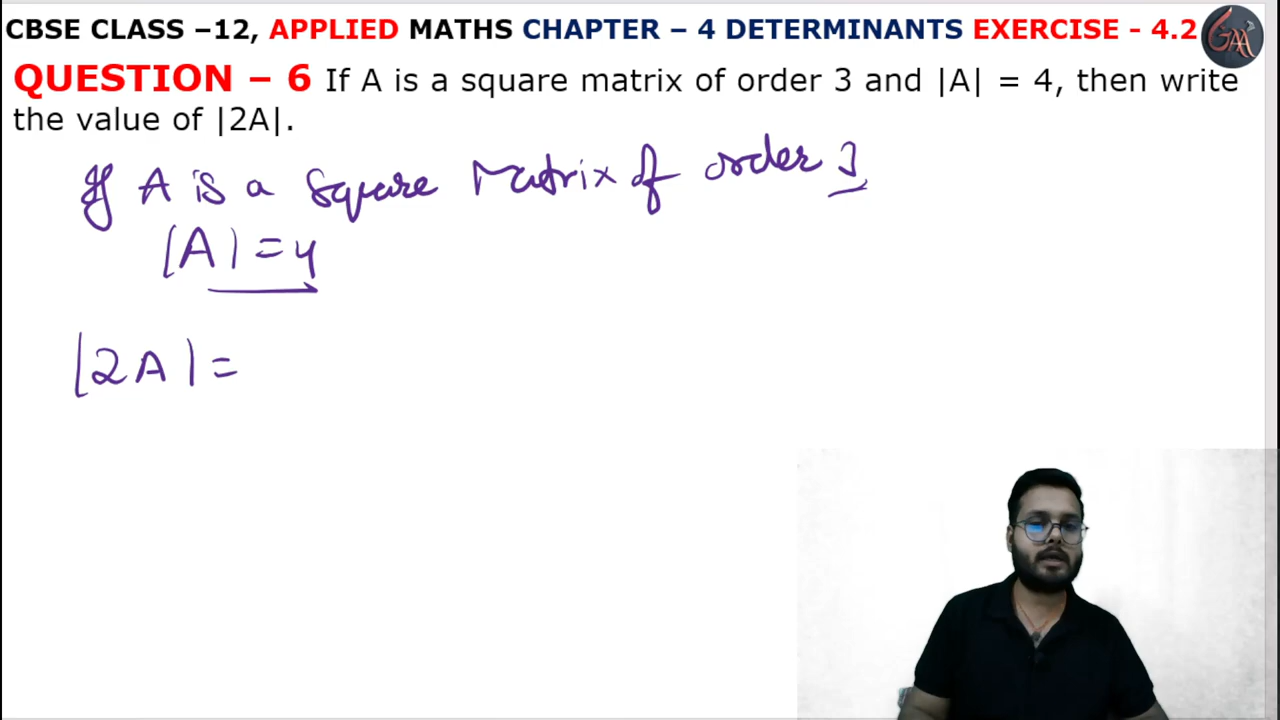 CBSE CLASS –12, APPLIED MATHS CHAPTER – 4 DETERMINANTS EXERCISE - 4.2
GAA
QUESTION – 6 If A is a square matrix of order 3 and |A| = 4, then write
the value of |2A|.
If A is a Square Matrix of order 3
|A| = 4
|2A| =